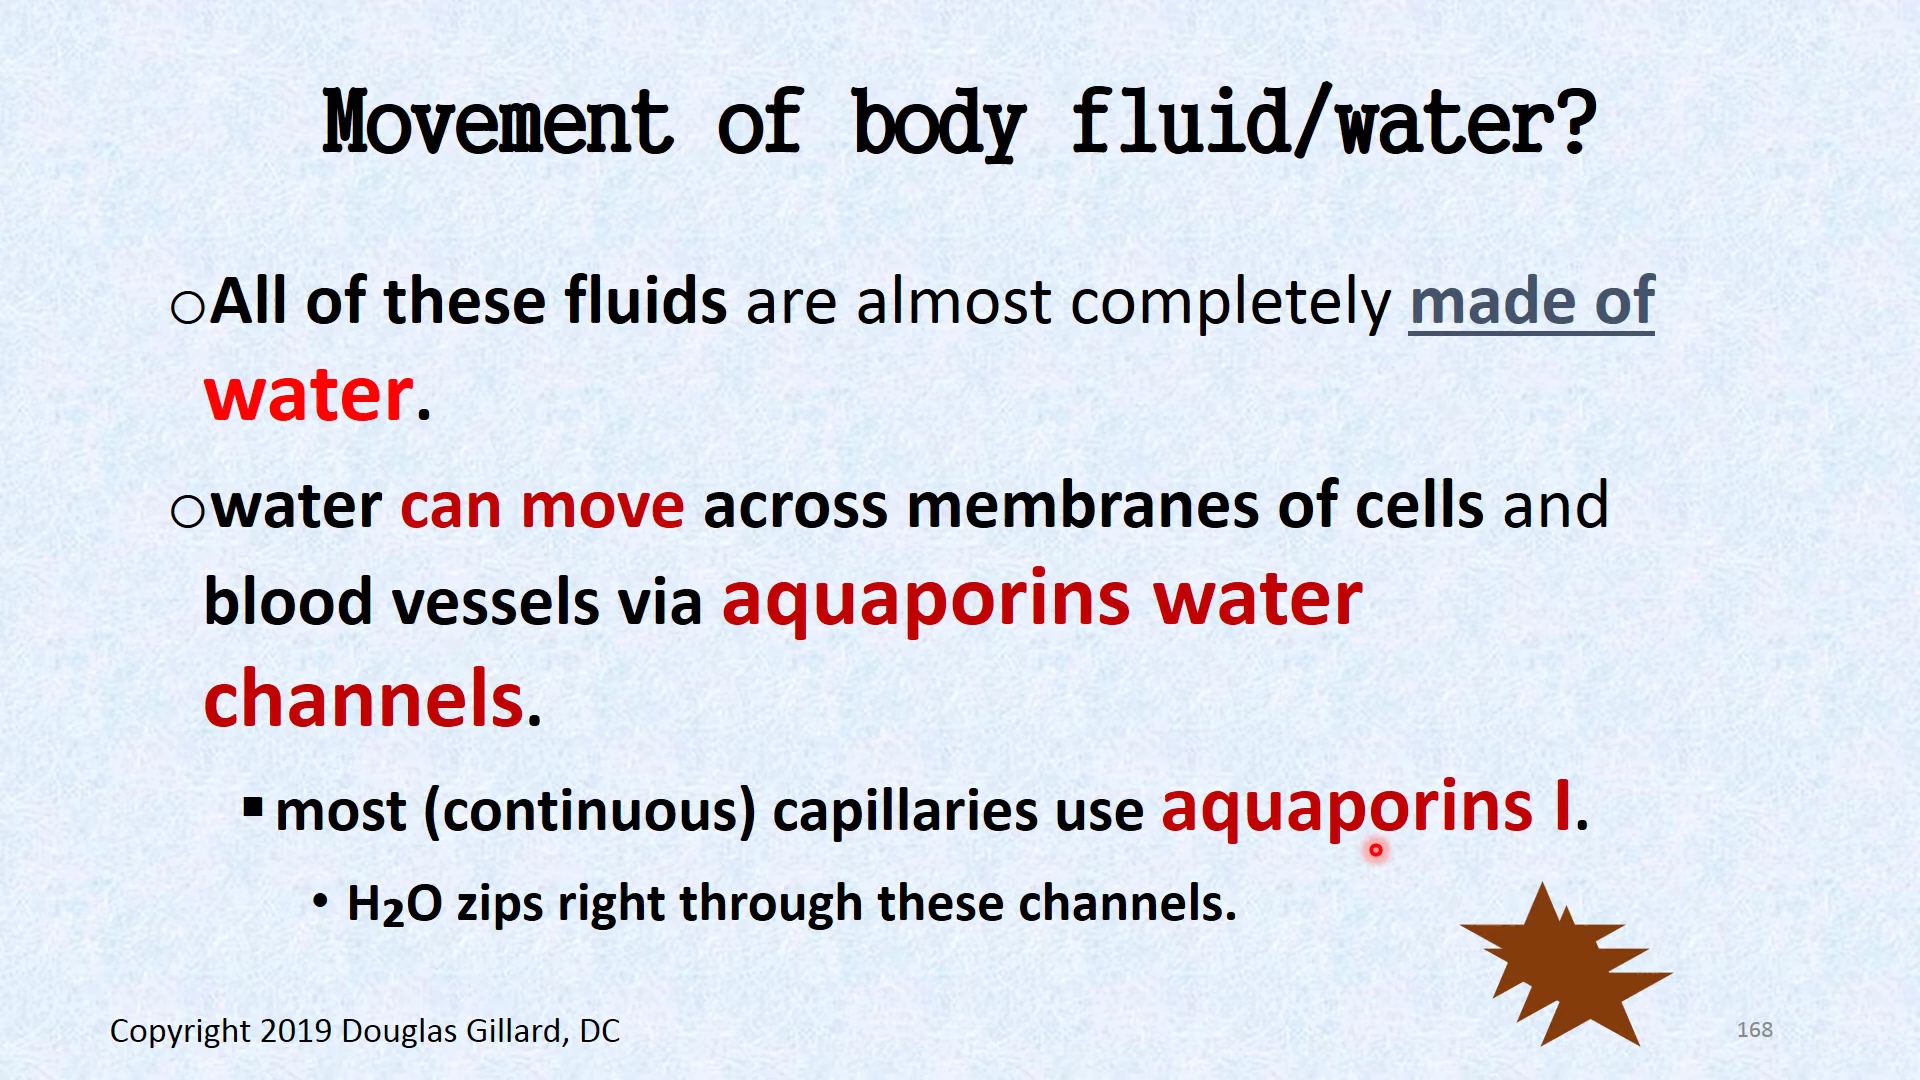 Movement of body fluid/water?
○All of these fluids are almost completely made of
water.
○water can move across membranes of cells and
blood vessels via aquaporins water
channels.
▪most (continuous) capillaries use aquaporins I.
• H₂O zips right through these channels.
Copyright 2019 Douglas Gillard, DC
168